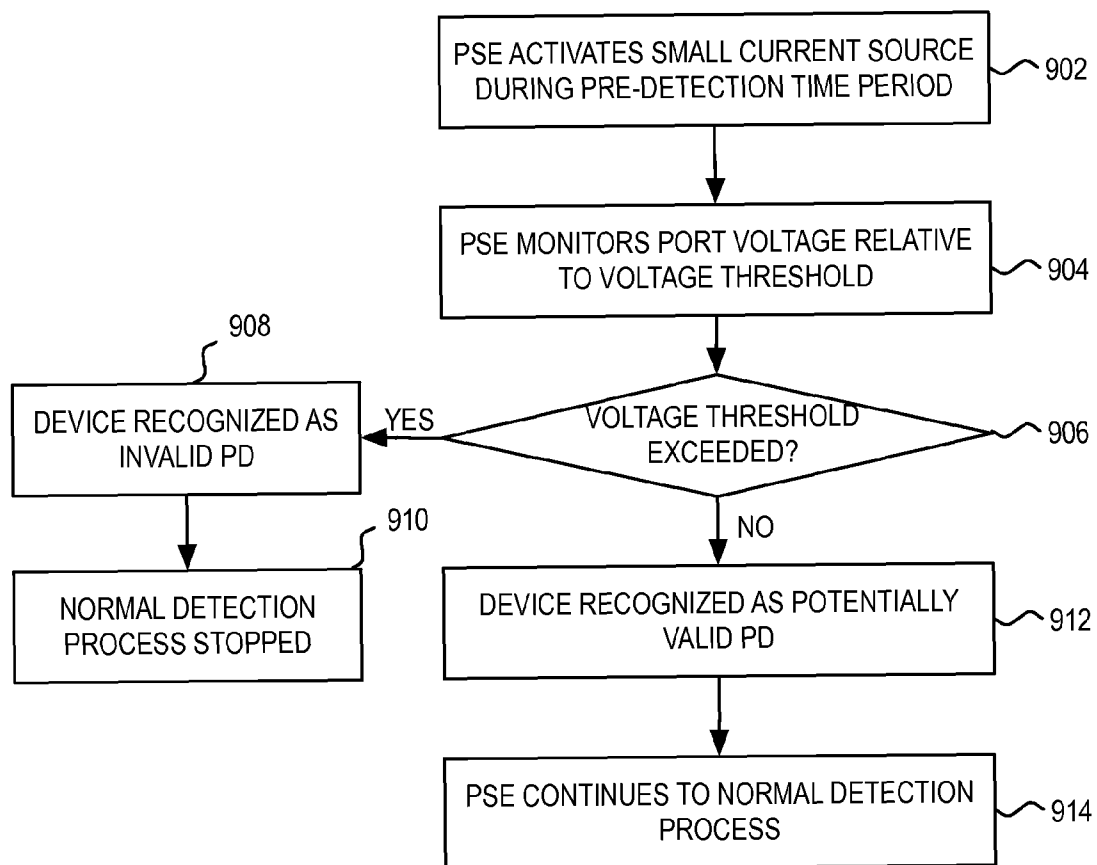 PSE ACTIVATES SMALL CURRENT SOURCE
DURING PRE-DETECTION TIME PERIOD
902
PSE MONITORS PORT VOLTAGE RELATIVE
TO VOLTAGE THRESHOLD
904
VOLTAGE THRESHOLD
EXCEEDED?
906
YES
908
DEVICE RECOGNIZED AS
INVALID PD
910
NORMAL DETECTION
PROCESS STOPPED
NO
DEVICE RECOGNIZED AS POTENTIALLY
VALID PD
912
PSE CONTINUES TO NORMAL DETECTION
PROCESS
914